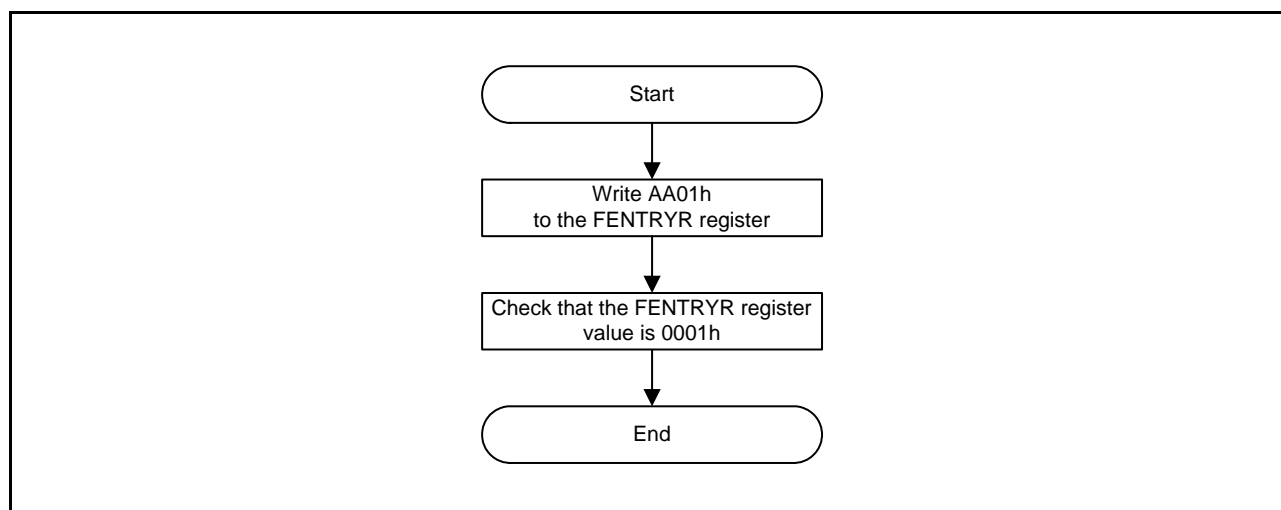 Start
Write AA01h
to the FENTRYR register
Check that the FENTRYR register
value is 0001h
End